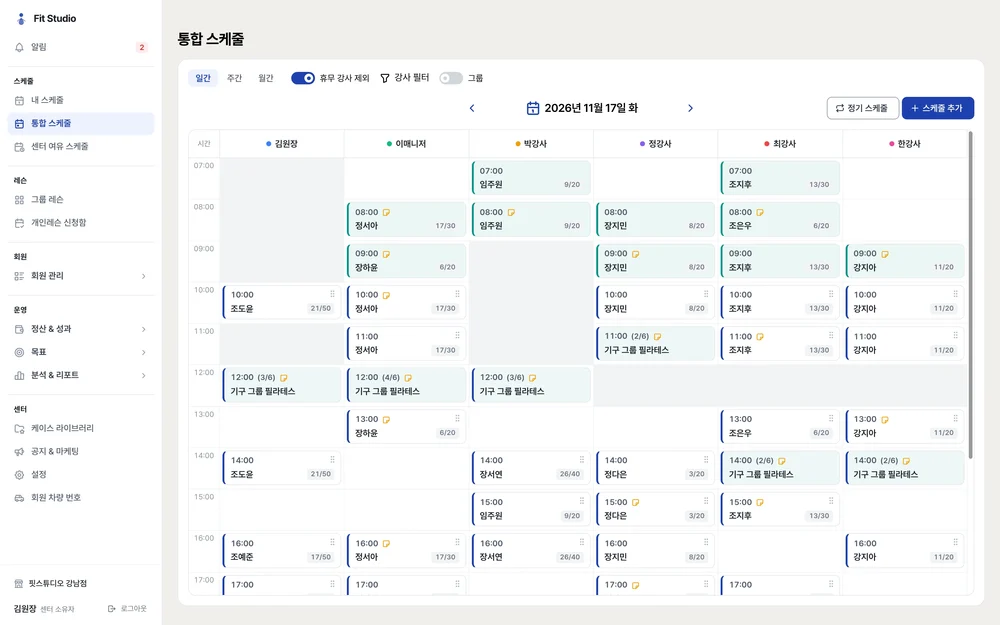 Fit Studio
알림 2
스케줄
내 스케줄
통합 스케줄
센터 여유 스케줄
레슨
그룹 레슨
개인레슨 신청함
회원
회원 관리
운영
정산 & 성과
목표
분석 & 리포트
센터
케이스 라이브러리
공지 & 마케팅
설정
회원 차량 번호
핏스튜디오 강남점
김원장 센터 소유자 로그아웃
통합 스케줄
일간 주간 월간 휴무 강사 제외 강사 필터 그룹
2026년 11월 17일 화
정기 스케줄 + 스케줄 추가
시간 김원장 이매니저 박강사 정강사 최강사 한강사
07:00 07:00 07:00
임주원 9/20 조지후 13/30
08:00 08:00 08:00 08:00 08:00
정서아 17/30 임주원 9/20 장지민 8/20 조은우 6/20
09:00 09:00 09:00 09:00 09:00
장하윤 6/20 장지민 8/20 조지후 13/30 강지아 11/20
10:00 10:00 10:00 10:00 10:00 10:00
조도윤 21/50 정서아 17/30 장지민 8/20 조지후 13/30 강지아 11/20
11:00 11:00 11:00 (2/6) 11:00 11:00
정서아 17/30 기구 그룹 필라테스 조지후 13/30 강지아 11/20
12:00 12:00 (3/6) 12:00 (4/6) 12:00 (3/6)
기구 그룹 필라테스 기구 그룹 필라테스 기구 그룹 필라테스
13:00 13:00 13:00 13:00
장하윤 6/20 조은우 6/20 강지아 11/20
14:00 14:00 14:00 14:00 14:00 (2/6) 14:00 (2/6)
조도윤 21/50 장서연 26/40 정다은 3/20 기구 그룹 필라테스 기구 그룹 필라테스
15:00 15:00 15:00 15:00
임주원 9/20 정다은 3/20 조지후 13/30
16:00 16:00 16:00 16:00 16:00 16:00
조예준 17/50 정서아 17/30 장서연 26/40 장지민 8/20 강지아 11/20
17:00 17:00 17:00 17:00 17:00